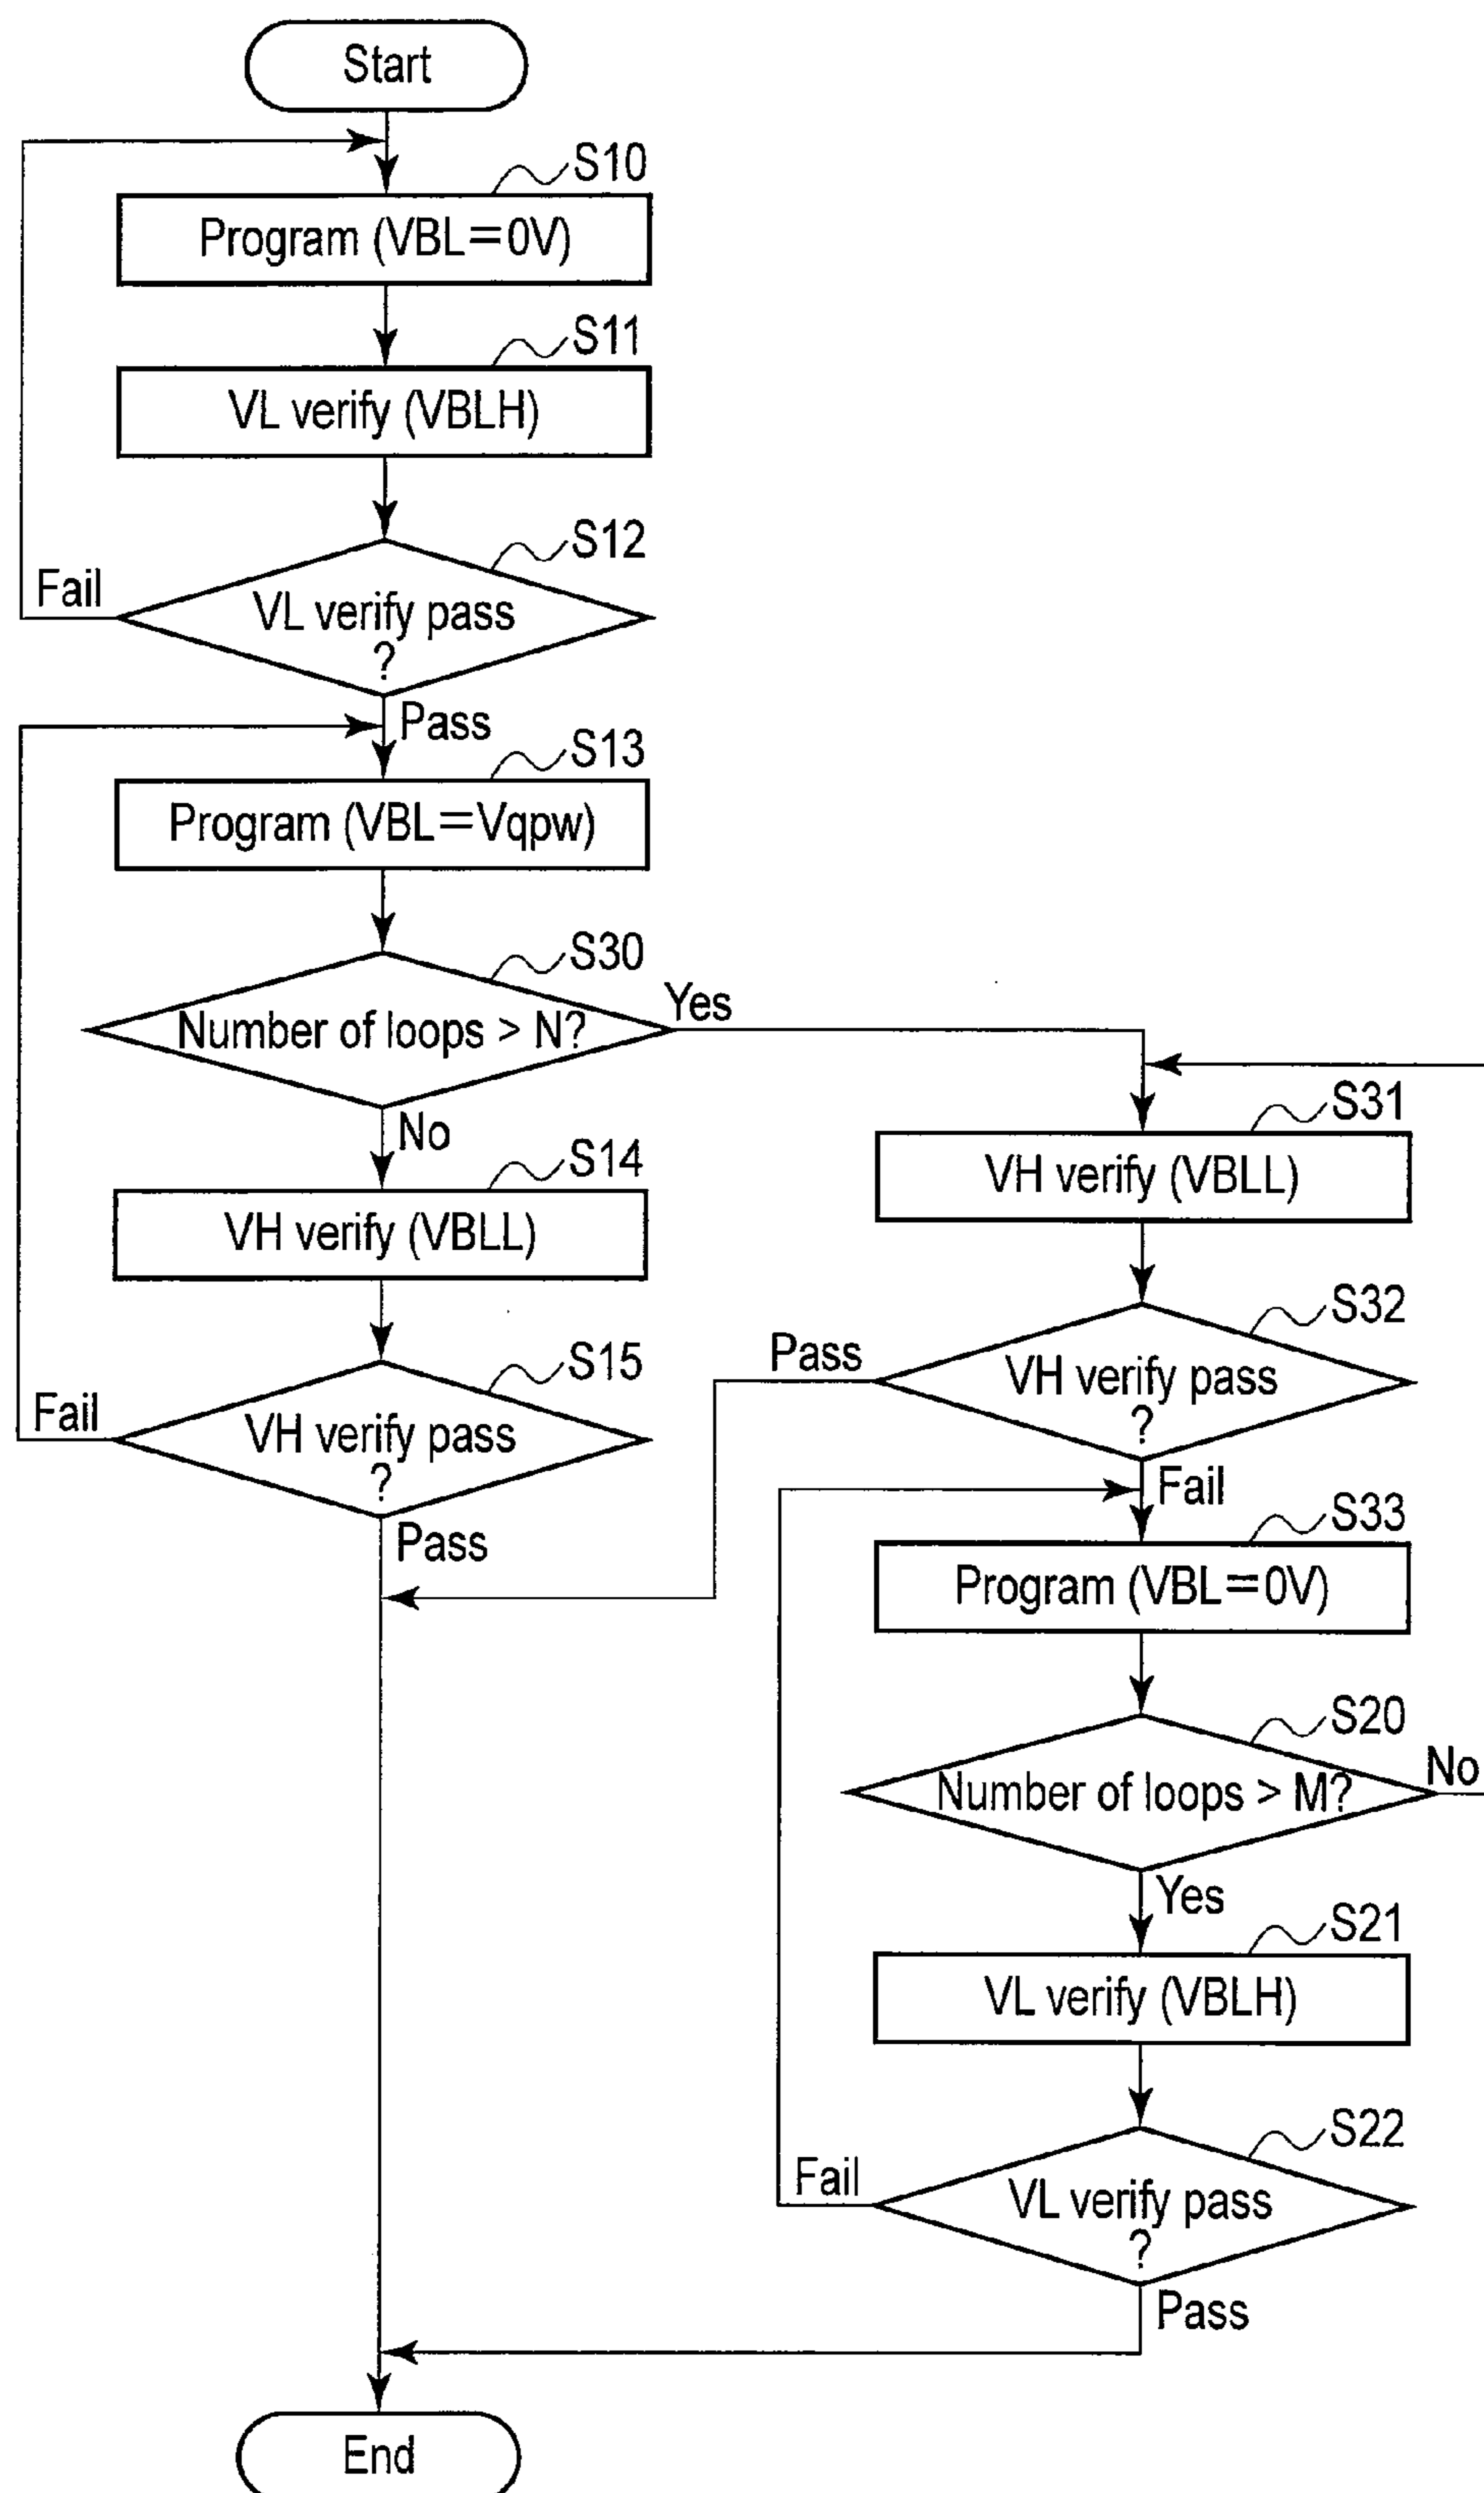 Start
S10
Program (VBL=0V)
S11
VL verify (VBLH)
S12
Fail
VL verify pass
?
Pass
S13
Program (VBL=Vqpw)
S30
Number of loops > N?
Yes
No
S14
VH verify (VBLL)
S15
Fail
VH verify pass
?
Pass
S31
VH verify (VBLL)
S32
Pass
VH verify pass
?
Fail
S33
Program (VBL=0V)
S20
Number of loops > M?
No
Yes
S21
VL verify (VBLH)
S22
Fail
VL verify pass
?
Pass
End